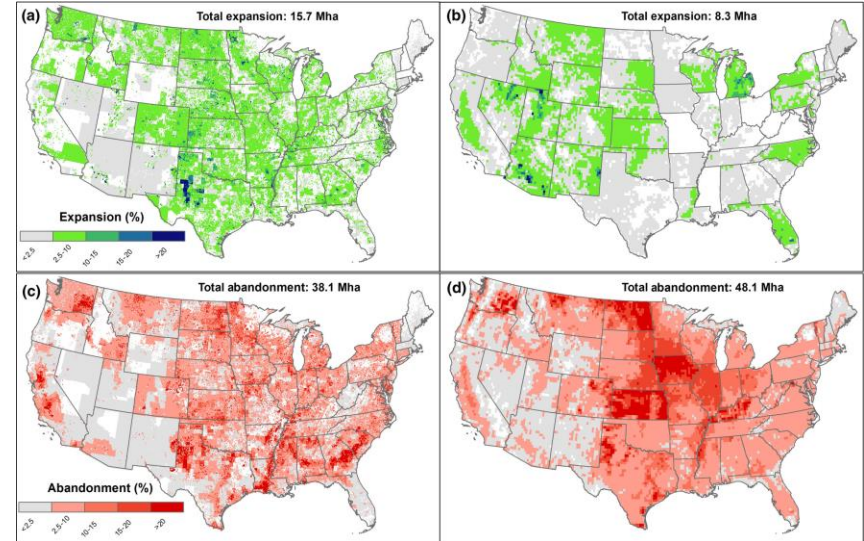 (a) Total expansion: 15.7 Mha
Expansion (%)
<2.5 2.5-10 10-15 15-20 >20
(b) Total expansion: 8.3 Mha
(c) Total abandonment: 38.1 Mha
Abandonment (%)
<2.5 2.5-10 10-15 15-20 >20
(d) Total abandonment: 48.1 Mha